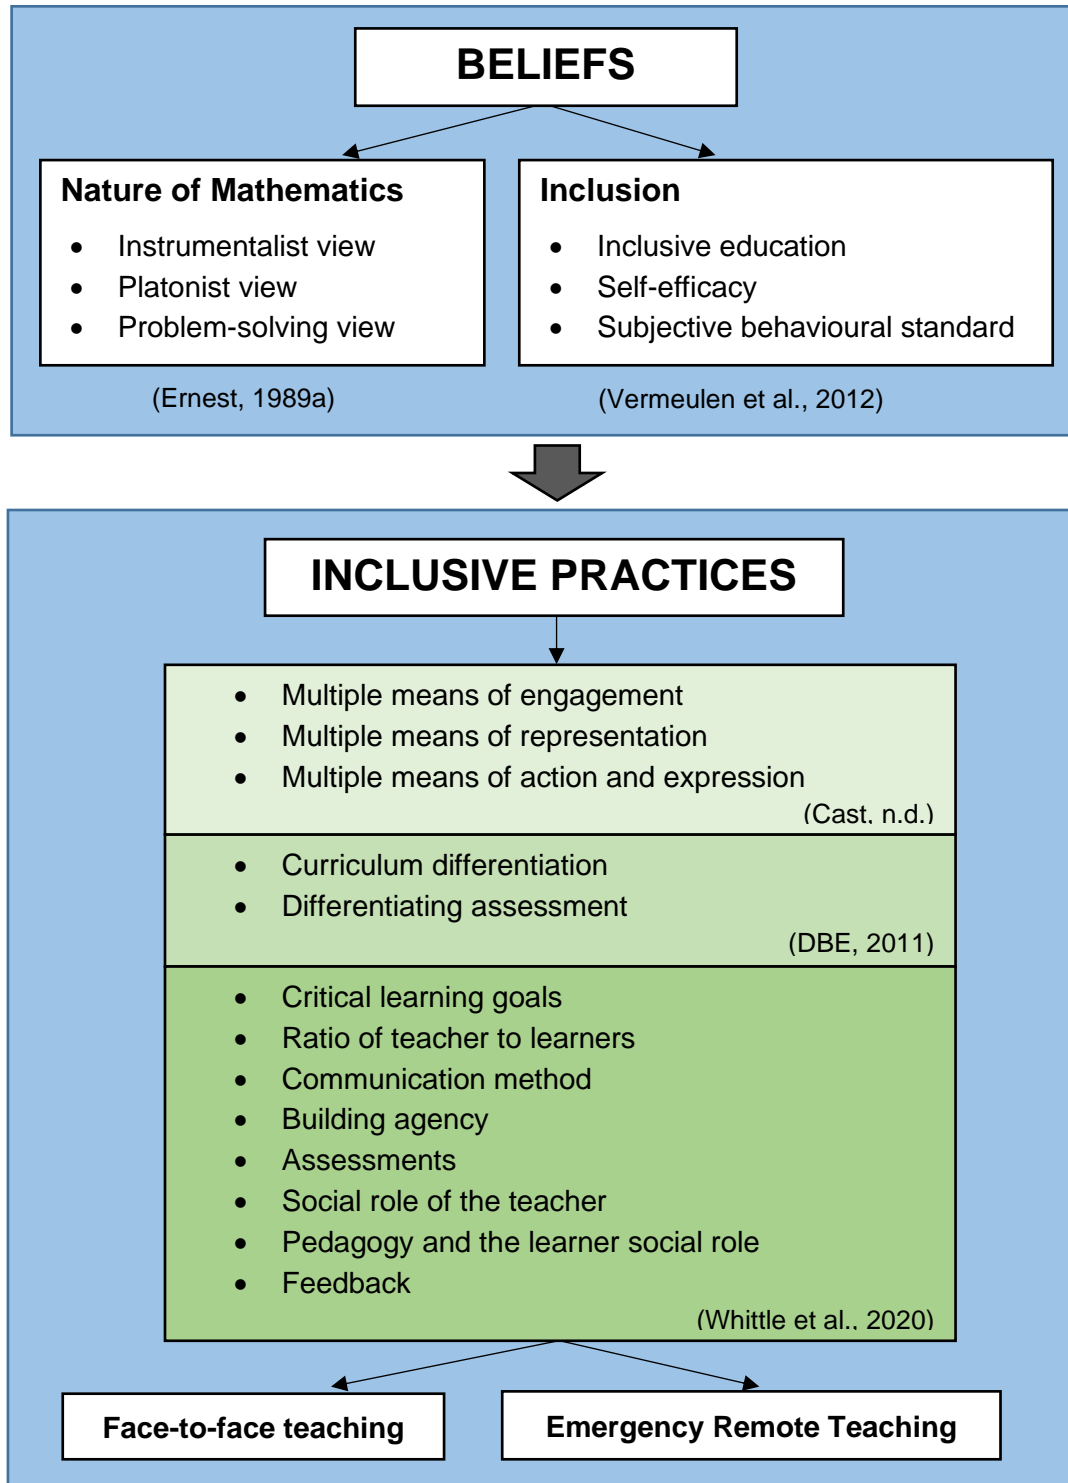 BELIEFS
Nature of Mathematics
• Instrumentalist view
• Platonist view
• Problem-solving view
(Ernest, 1989a)
Inclusion
• Inclusive education
• Self-efficacy
• Subjective behavioural standard
(Vermeulen et al., 2012)
INCLUSIVE PRACTICES
• Multiple means of engagement
• Multiple means of representation
• Multiple means of action and expression
(Cast, n.d.)
• Curriculum differentiation
• Differentiating assessment
(DBE, 2011)
• Critical learning goals
• Ratio of teacher to learners
• Communication method
• Building agency
• Assessments
• Social role of the teacher
• Pedagogy and the learner social role
• Feedback
(Whittle et al., 2020)
Face-to-face teaching
Emergency Remote Teaching